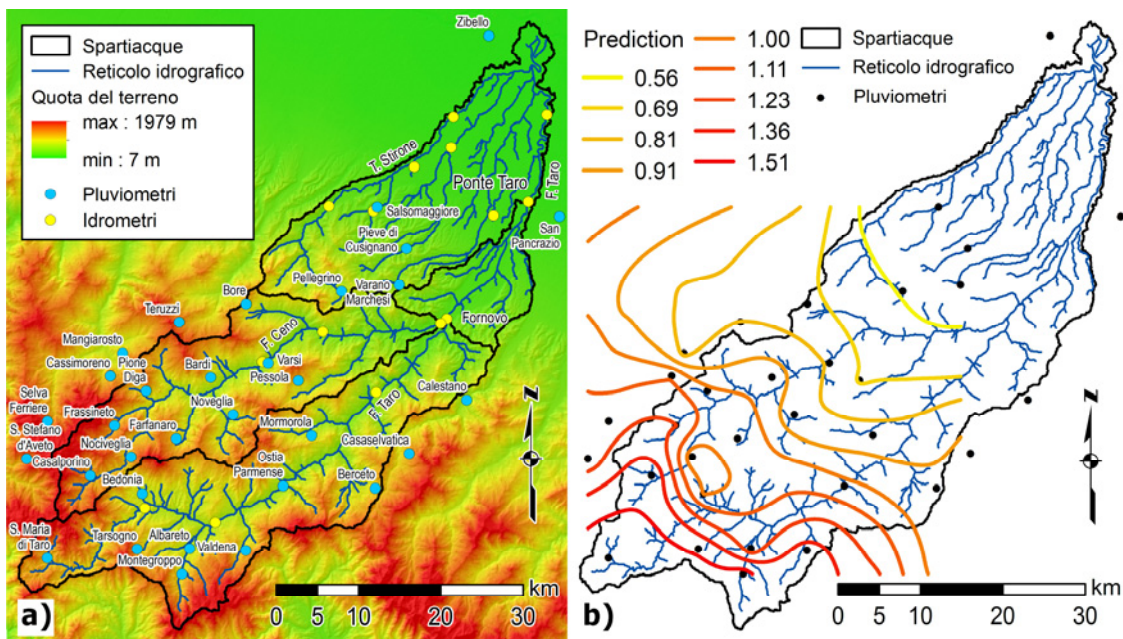 Zibello
Spartiacque
Reticolo idrografico
Quota del terreno
max : 1979 m
min : 7 m
Pluviometri
Idrometri
T. Stirone
Ponte Taro
F. Taro
Salsomaggiore
San
Pancrazio
Pieve di
Cusignano
Pellegrino
Varano
Marchesi
Bore
Teruzzi
Fornovo
F. Ceno
Mangiarosto
Cassimoreno
Pione
Diga
Bardi
Varsi
Pessola
Calestano
Selva
Ferriere
Frassineto
Noveglia
F. Taro
S. Stefano
d'Aveto
Farfanaro
Mormorola
Nociveglia
Casaselvatica
Casalporino
Ostia
Parmense
Berceto
Bedonia
S. Maria
di Taro
Tarsogno
Albareto
Valdena
Montegroppo
N
km
0
10
20
30
a)
Prediction
0.56
0.69
0.81
0.91
1.00
1.11
1.23
1.36
1.51
Spartiacque
Reticolo idrografico
Pluviometri
N
km
0
5
10
20
30
b)